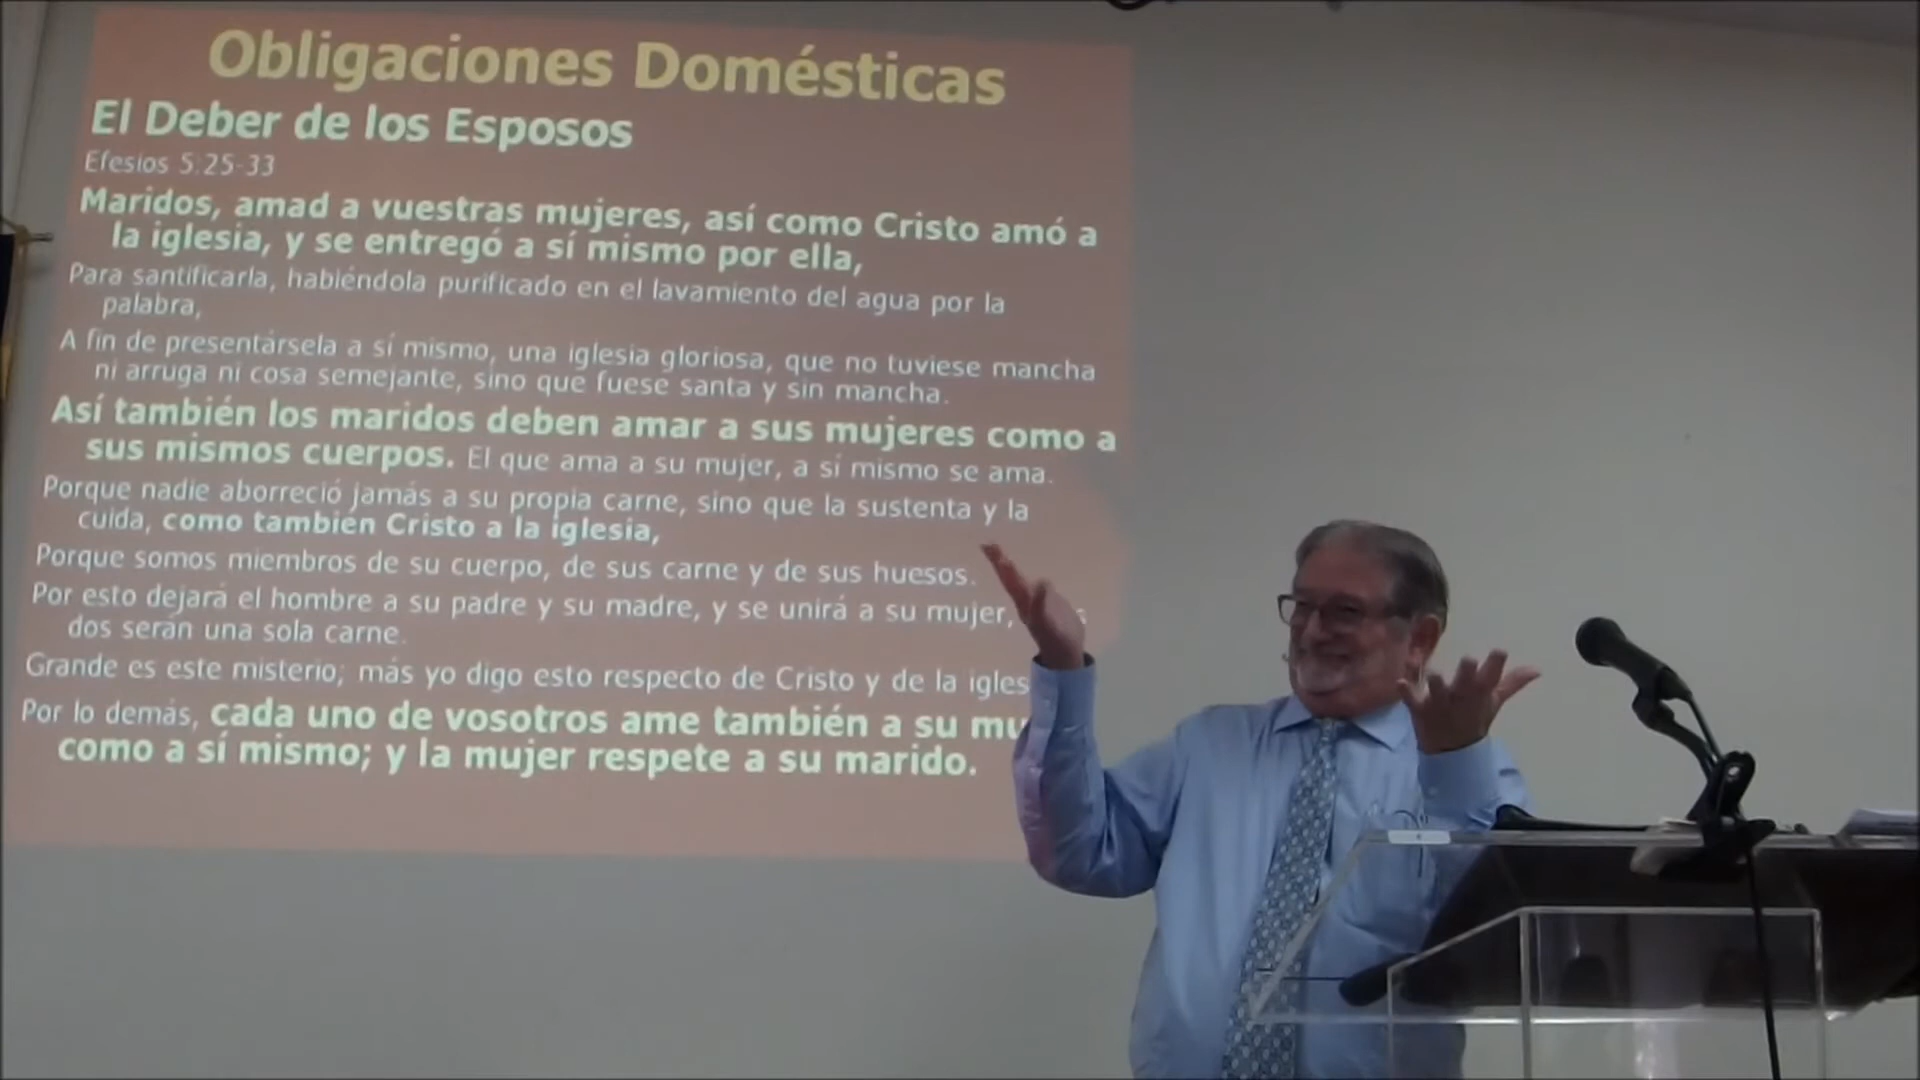 Obligaciones Domésticas
El Deber de los Esposos
Efesios 5:25-33
Maridos, amad a vuestras mujeres, así como Cristo amó a
la iglesia, y se entregó a sí mismo por ella,
Para santificarla, habiéndola purificado en el lavamiento del agua por la
palabra,
A fin de presentársela a sí mismo, una iglesia gloriosa, que no tuviese mancha
ni arruga ni cosa semejante, sino que fuese santa y sin mancha.
Así también los maridos deben amar a sus mujeres como a
sus mismos cuerpos. El que ama a su mujer, a sí mismo se ama.
Porque nadie aborreció jamás a su propia carne, sino que la sustenta y la
cuida, como también Cristo a la iglesia,
Porque somos miembros de su cuerpo, de sus carne y de sus huesos.
Por esto dejará el hombre a su padre y su madre, y se unirá a su mujer,
dos serán una sola carne.
Grande es este misterio; más yo digo esto respecto de Cristo y de la igles
Por lo demás, cada uno de vosotros ame también a su mu
como a sí mismo; y la mujer respete a su marido.